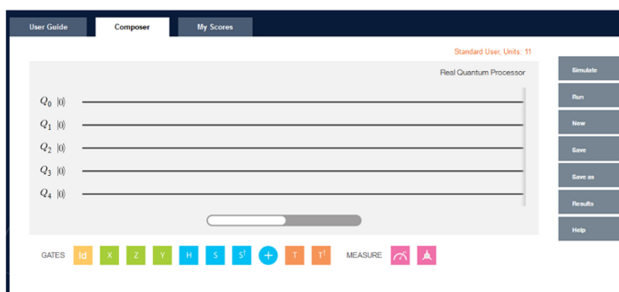 User Guide Composer My Scores
Standard User, Units: 11
Real Quantum Processor
Simulate
Run
New
Save
Save as
Results
Help
Q0 |0⟩
Q1 |0⟩
Q2 |0⟩
Q3 |0⟩
Q4 |0⟩
GATES Id X Z Y H S S† + T T† MEASURE